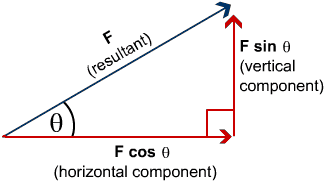 F
(resultant)
F sin θ
(vertical
component)
θ
F cos θ
(horizontal component)